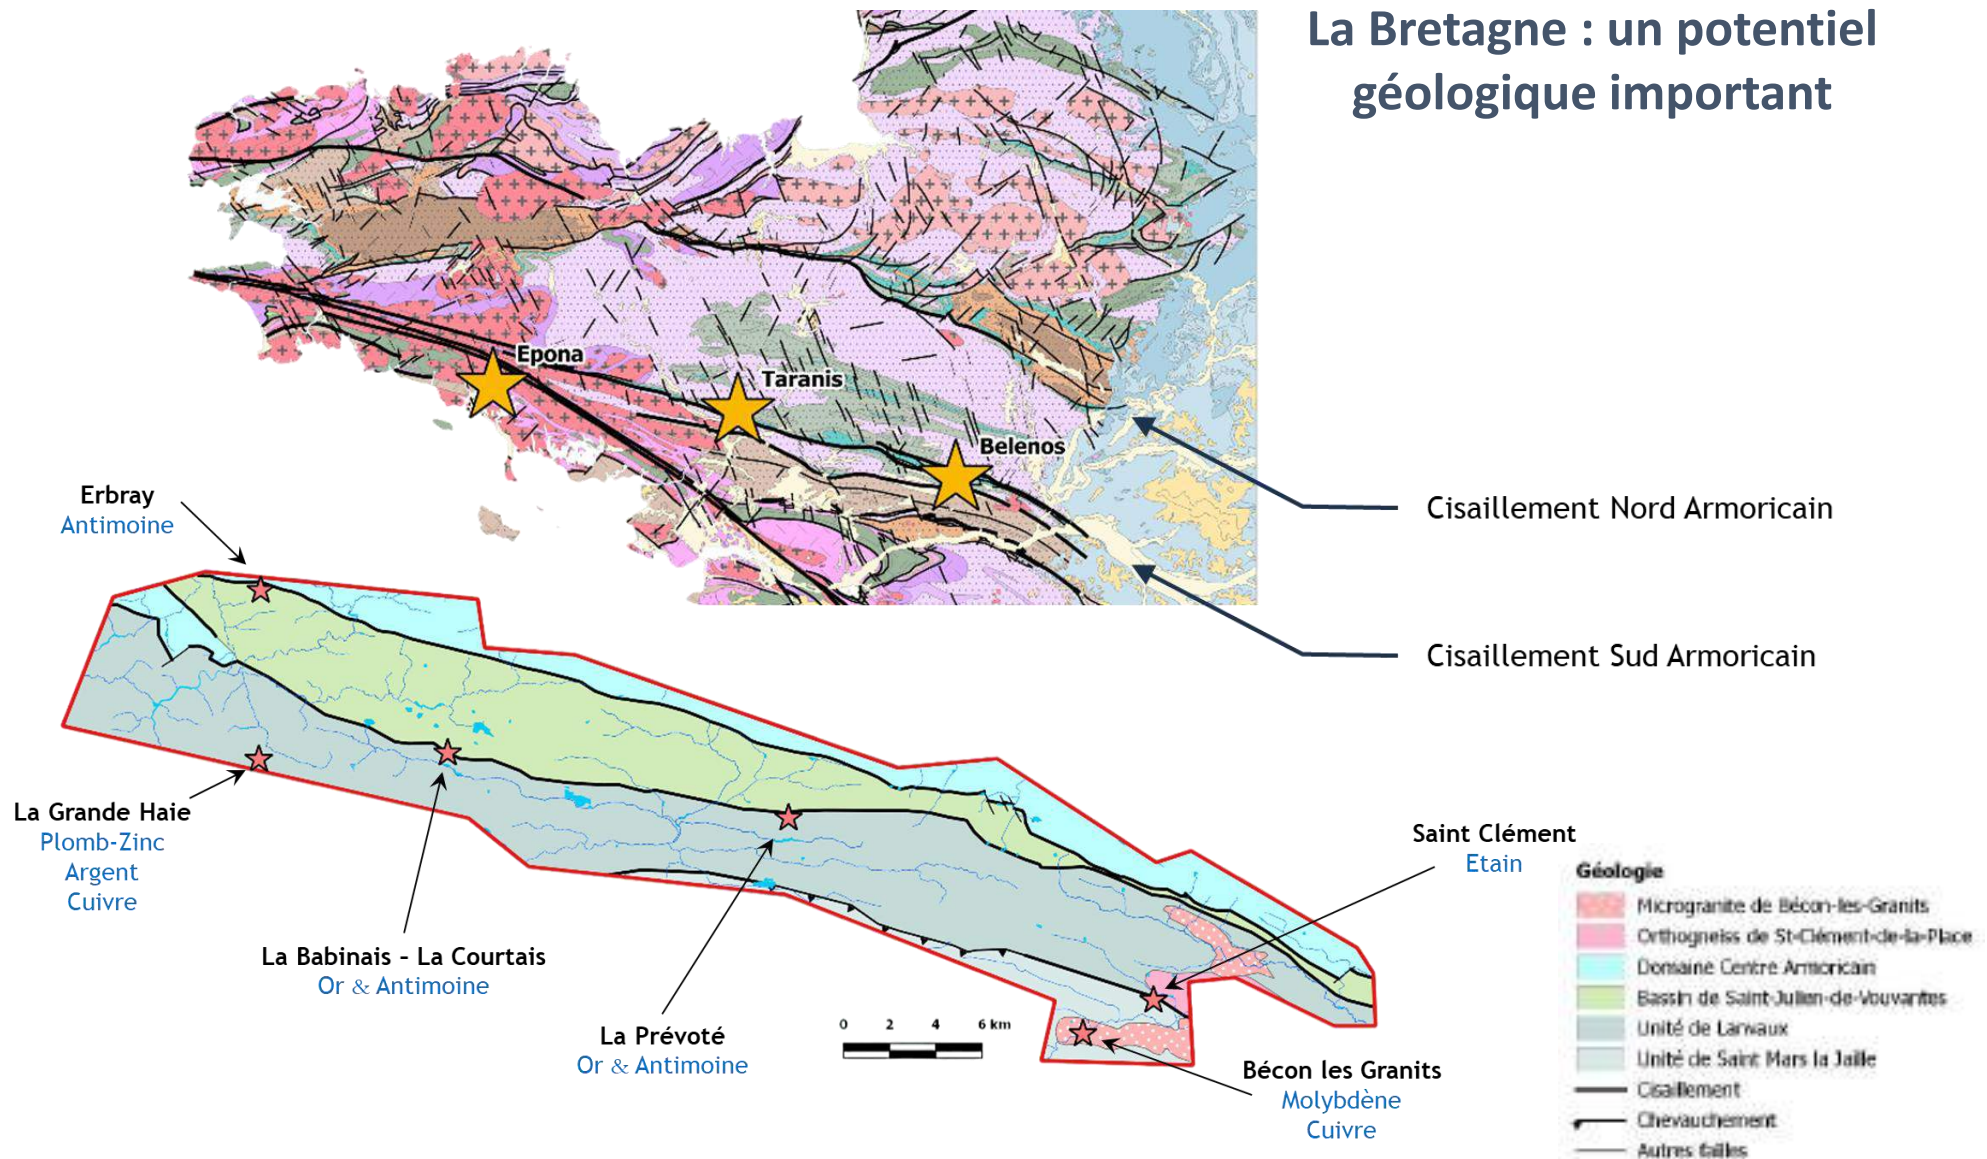 La Bretagne : un potentiel
géologique important
Epona
Taranis
Belenos
Cisaillement Nord Armoricain
Cisaillement Sud Armoricain
Erbray
Antimoine
La Grande Haie
Plomb-Zinc
Argent
Cuivre
La Babinais - La Courtais
Or & Antimoine
La Prévoté
Or & Antimoine
0 2 4 6 km
Saint Clément
Etain
Bécon les Granits
Molybdène
Cuivre
Géologie
Microgranite de Bécon-les-Granits
Orthogneiss de St-Clément-de-la-Place
Domaine Centre Armoricain
Bassin de Saint-Julien-de-Vouvantes
Unité de Lanvaux
Unité de Saint Mars la Jaille
Cisaillement
Chevauchement
Autres failles